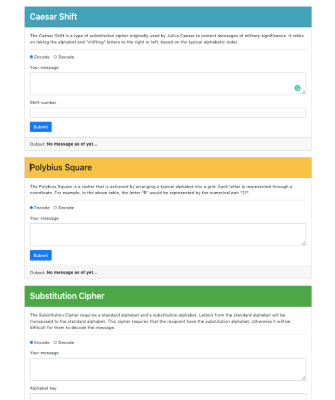 Caesar Shift
The Caesar Shift is a type of substitution cipher originally used by Julius Caesar to protect messages of military significance. It relies
on taking the alphabet and "shifting" letters to the right or left, based on the typical alphabetic order.
Encode Decode
Your message
Shift number
Submit
Output: No message as of yet...
Polybius Square
The Polybius Square is a cipher that is achieved by arranging a typical alphabet into a grid. Each letter is represented through a
coordinate. For example, in the above table, the letter "B" would be represented by the numerical pair "21".
Encode Decode
Your message
Submit
Output: No message as of yet...
Substitution Cipher
The Substitution Cipher requires a standard alphabet and a substitution alphabet. Letters from the standard alphabet will be
transposed to the standard alphabet. This cipher requires that the recipient have the substitution alphabet, otherwise it will be
difficult for them to decode the message.
Encode Decode
Your message
Alphabet key